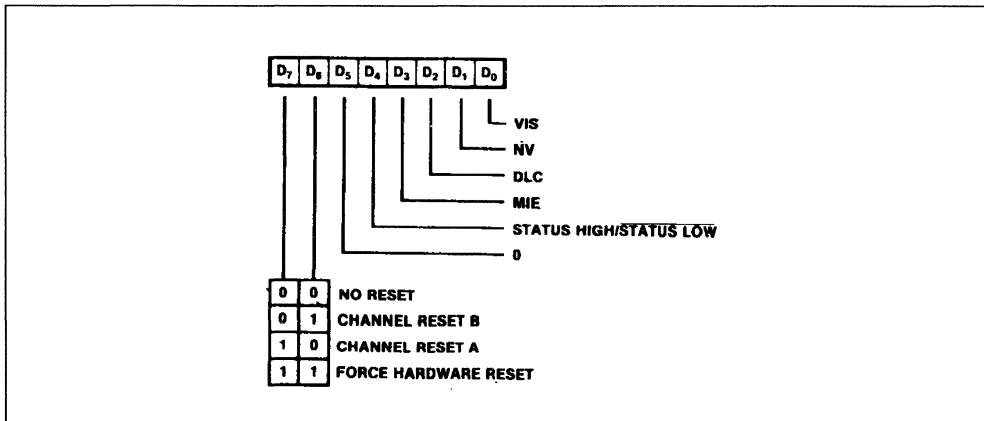 D7 D6 D5 D4 D3 D2 D1 D0
VIS
NV
DLC
MIE
STATUS HIGH/STATUS LOW
0
0 0 NO RESET
0 1 CHANNEL RESET B
1 0 CHANNEL RESET A
1 1 FORCE HARDWARE RESET